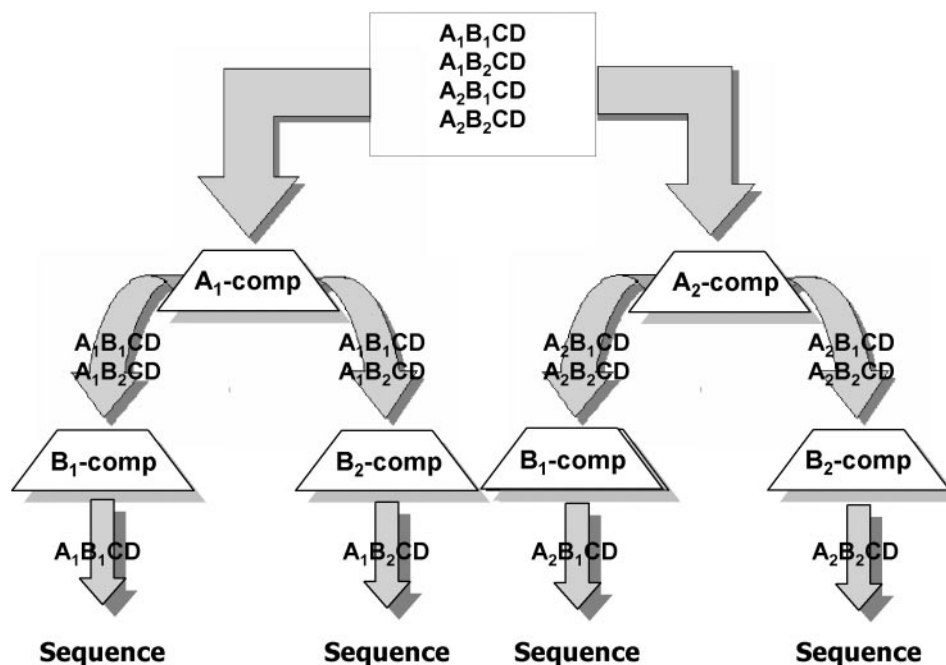 A₁B₁CD
A₁B₂CD
A₂B₁CD
A₂B₂CD
A₁-comp
A₂-comp
A₁B₁CD
A₁B₂CD
A₁B₁CD
A₁B₂CD
A₂B₁CD
A₂B₂CD
A₂B₁CD
A₂B₂CD
B₁-comp
B₂-comp
B₁-comp
B₂-comp
A₁B₁CD
A₁B₂CD
A₂B₁CD
A₂B₂CD
Sequence
Sequence
Sequence
Sequence